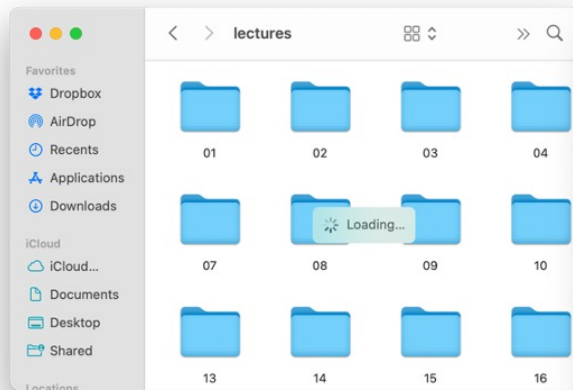 lectures
Favorites
Dropbox
AirDrop
Recents
Applications
Downloads
iCloud
iCloud...
Documents
Desktop
Shared
Locations
01 02 03 04
07 08 09 10
Loading...
13 14 15 16